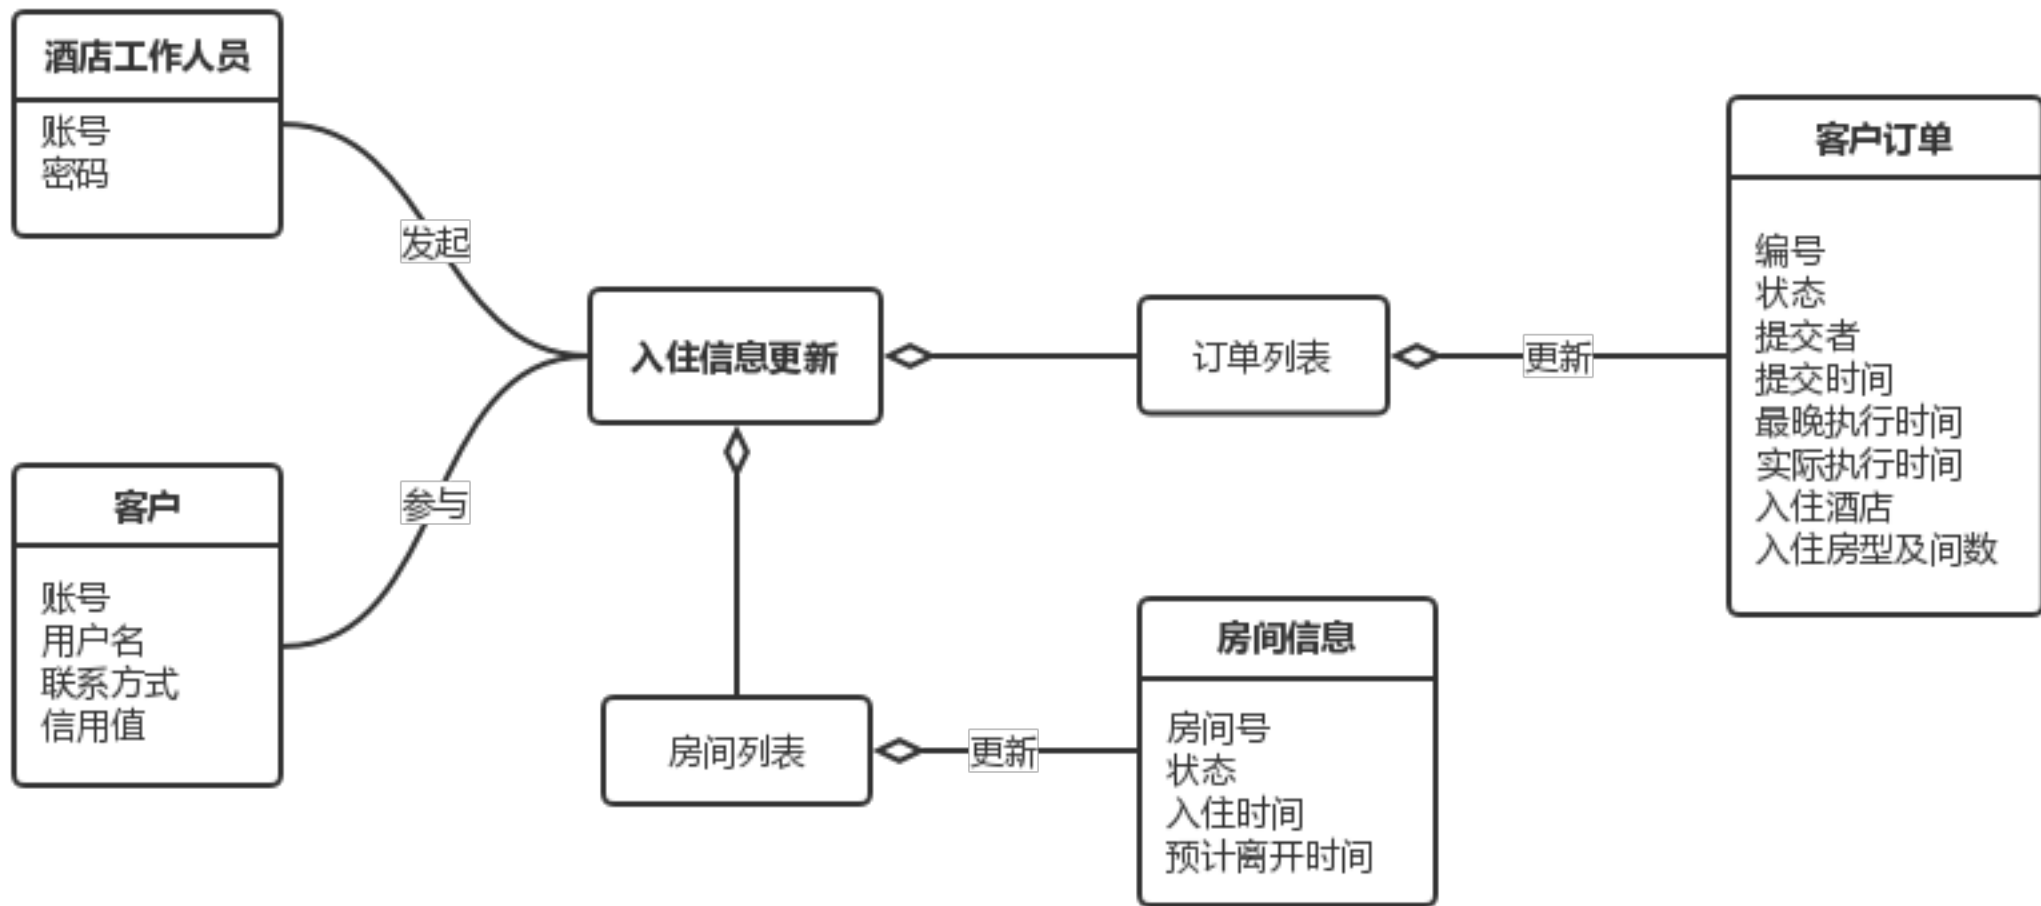 酒店工作人员
账号
密码
发起
客户
账号
用户名
联系方式
信用值
参与
入住信息更新
订单列表
更新
客户订单
编号
状态
提交者
提交时间
最晚执行时间
实际执行时间
入住酒店
入住房型及间数
房间列表
更新
房间信息
房间号
状态
入住时间
预计离开时间